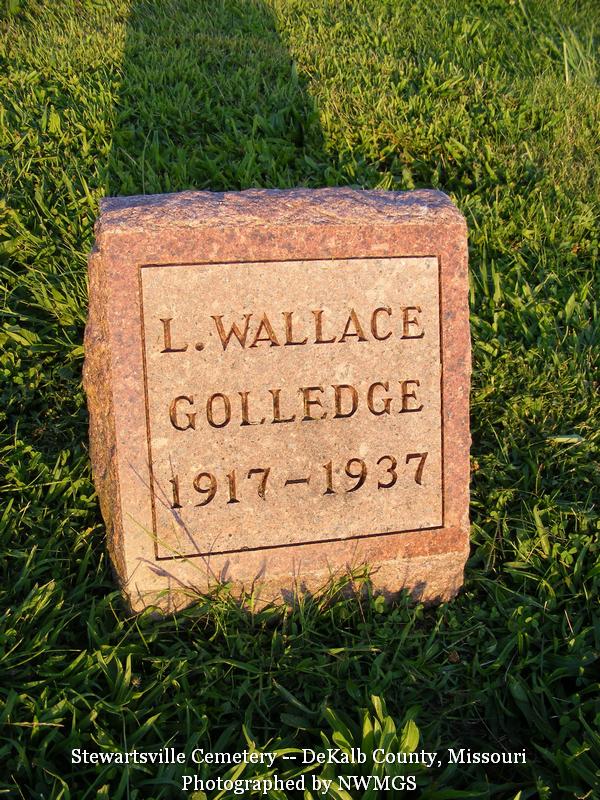 L. WALLACE
GOLLEDGE
1917-1937
Stewartsville Cemetery -- DeKalb County, Missouri
Photographed by NWMGS